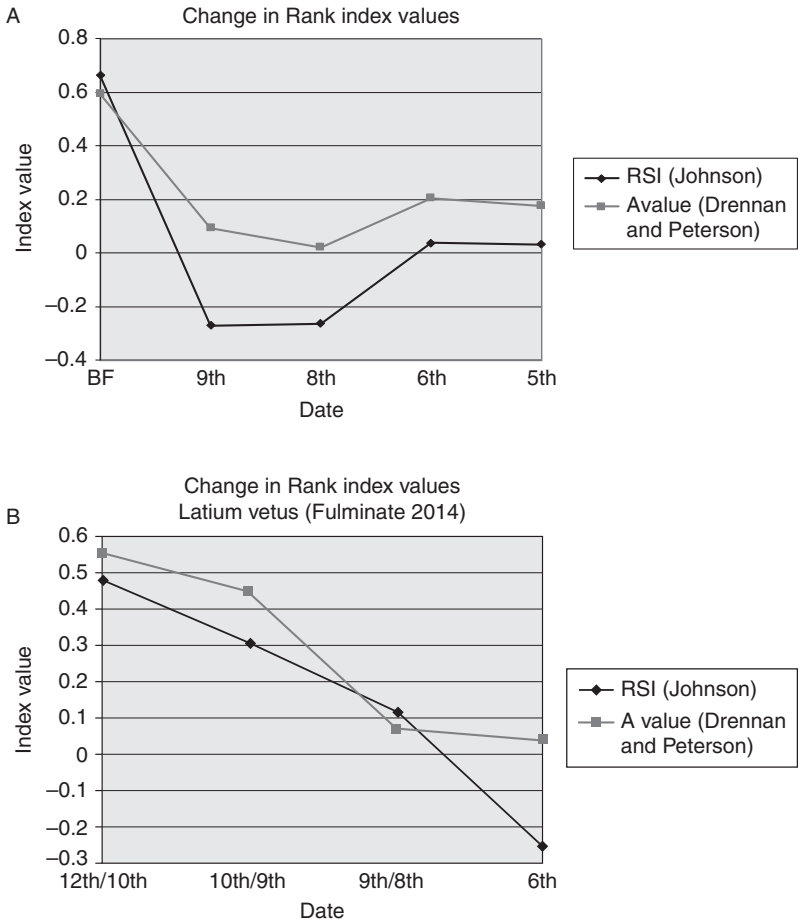 A
Change in Rank index values
0.8
0.6
0.4
0.2
0
−0.2
−0.4
Index value
BF 9th 8th 6th 5th
Date
RSI (Johnson)
Avalue (Drennan
and Peterson)
B
Change in Rank index values
Latium vetus (Fulminate 2014)
0.6
0.5
0.4
0.3
0.2
0.1
0
−0.1
−0.2
−0.3
Index value
12th/10th 10th/9th 9th/8th 6th
Date
RSI (Johnson)
A value (Drennan
and Peterson)